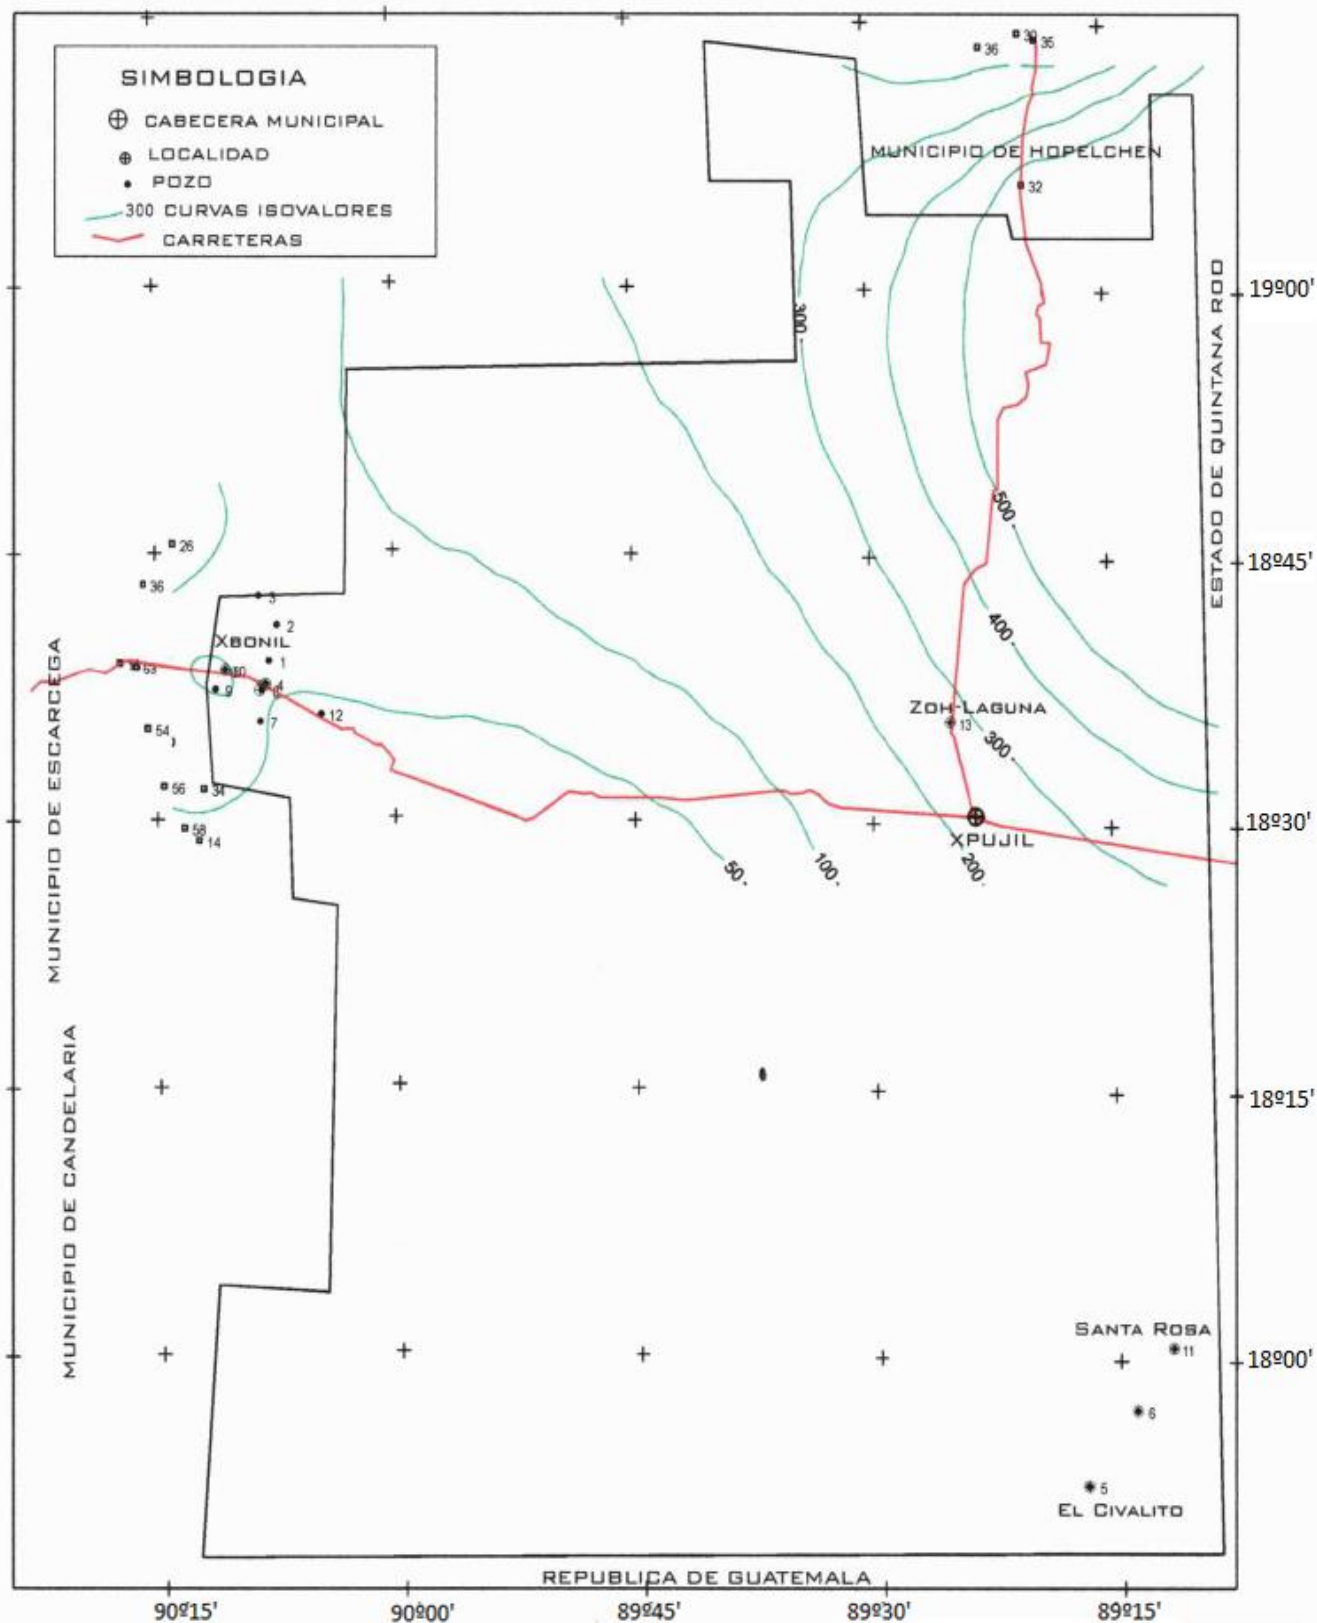 SIMBOLOGIA
CABECERA MUNICIPAL
LOCALIDAD
POZO
300 CURVAS ISOVALORES
CARRETERAS
36
39
35
MUNICIPIO DE HOPELCHEN
32
ESTADO DE QUINTANA ROO
19º00'
300.
500.
18º45'
26
36
3
2
XBONIL
1
10
4
63
9
7
12
54
56
34
58
14
MUNICIPIO DE ESCARCEGA
400.
ZOH-LAGUNA
13
300.
XPUJIL
50.
100.
200.
18º30'
18º15'
MUNICIPIO DE CANDELARIA
SANTA ROSA
11
18º00'
6
5
EL CIVALITO
REPUBLICA DE GUATEMALA
90º15'
90º00'
89º45'
89º30'
89º15'